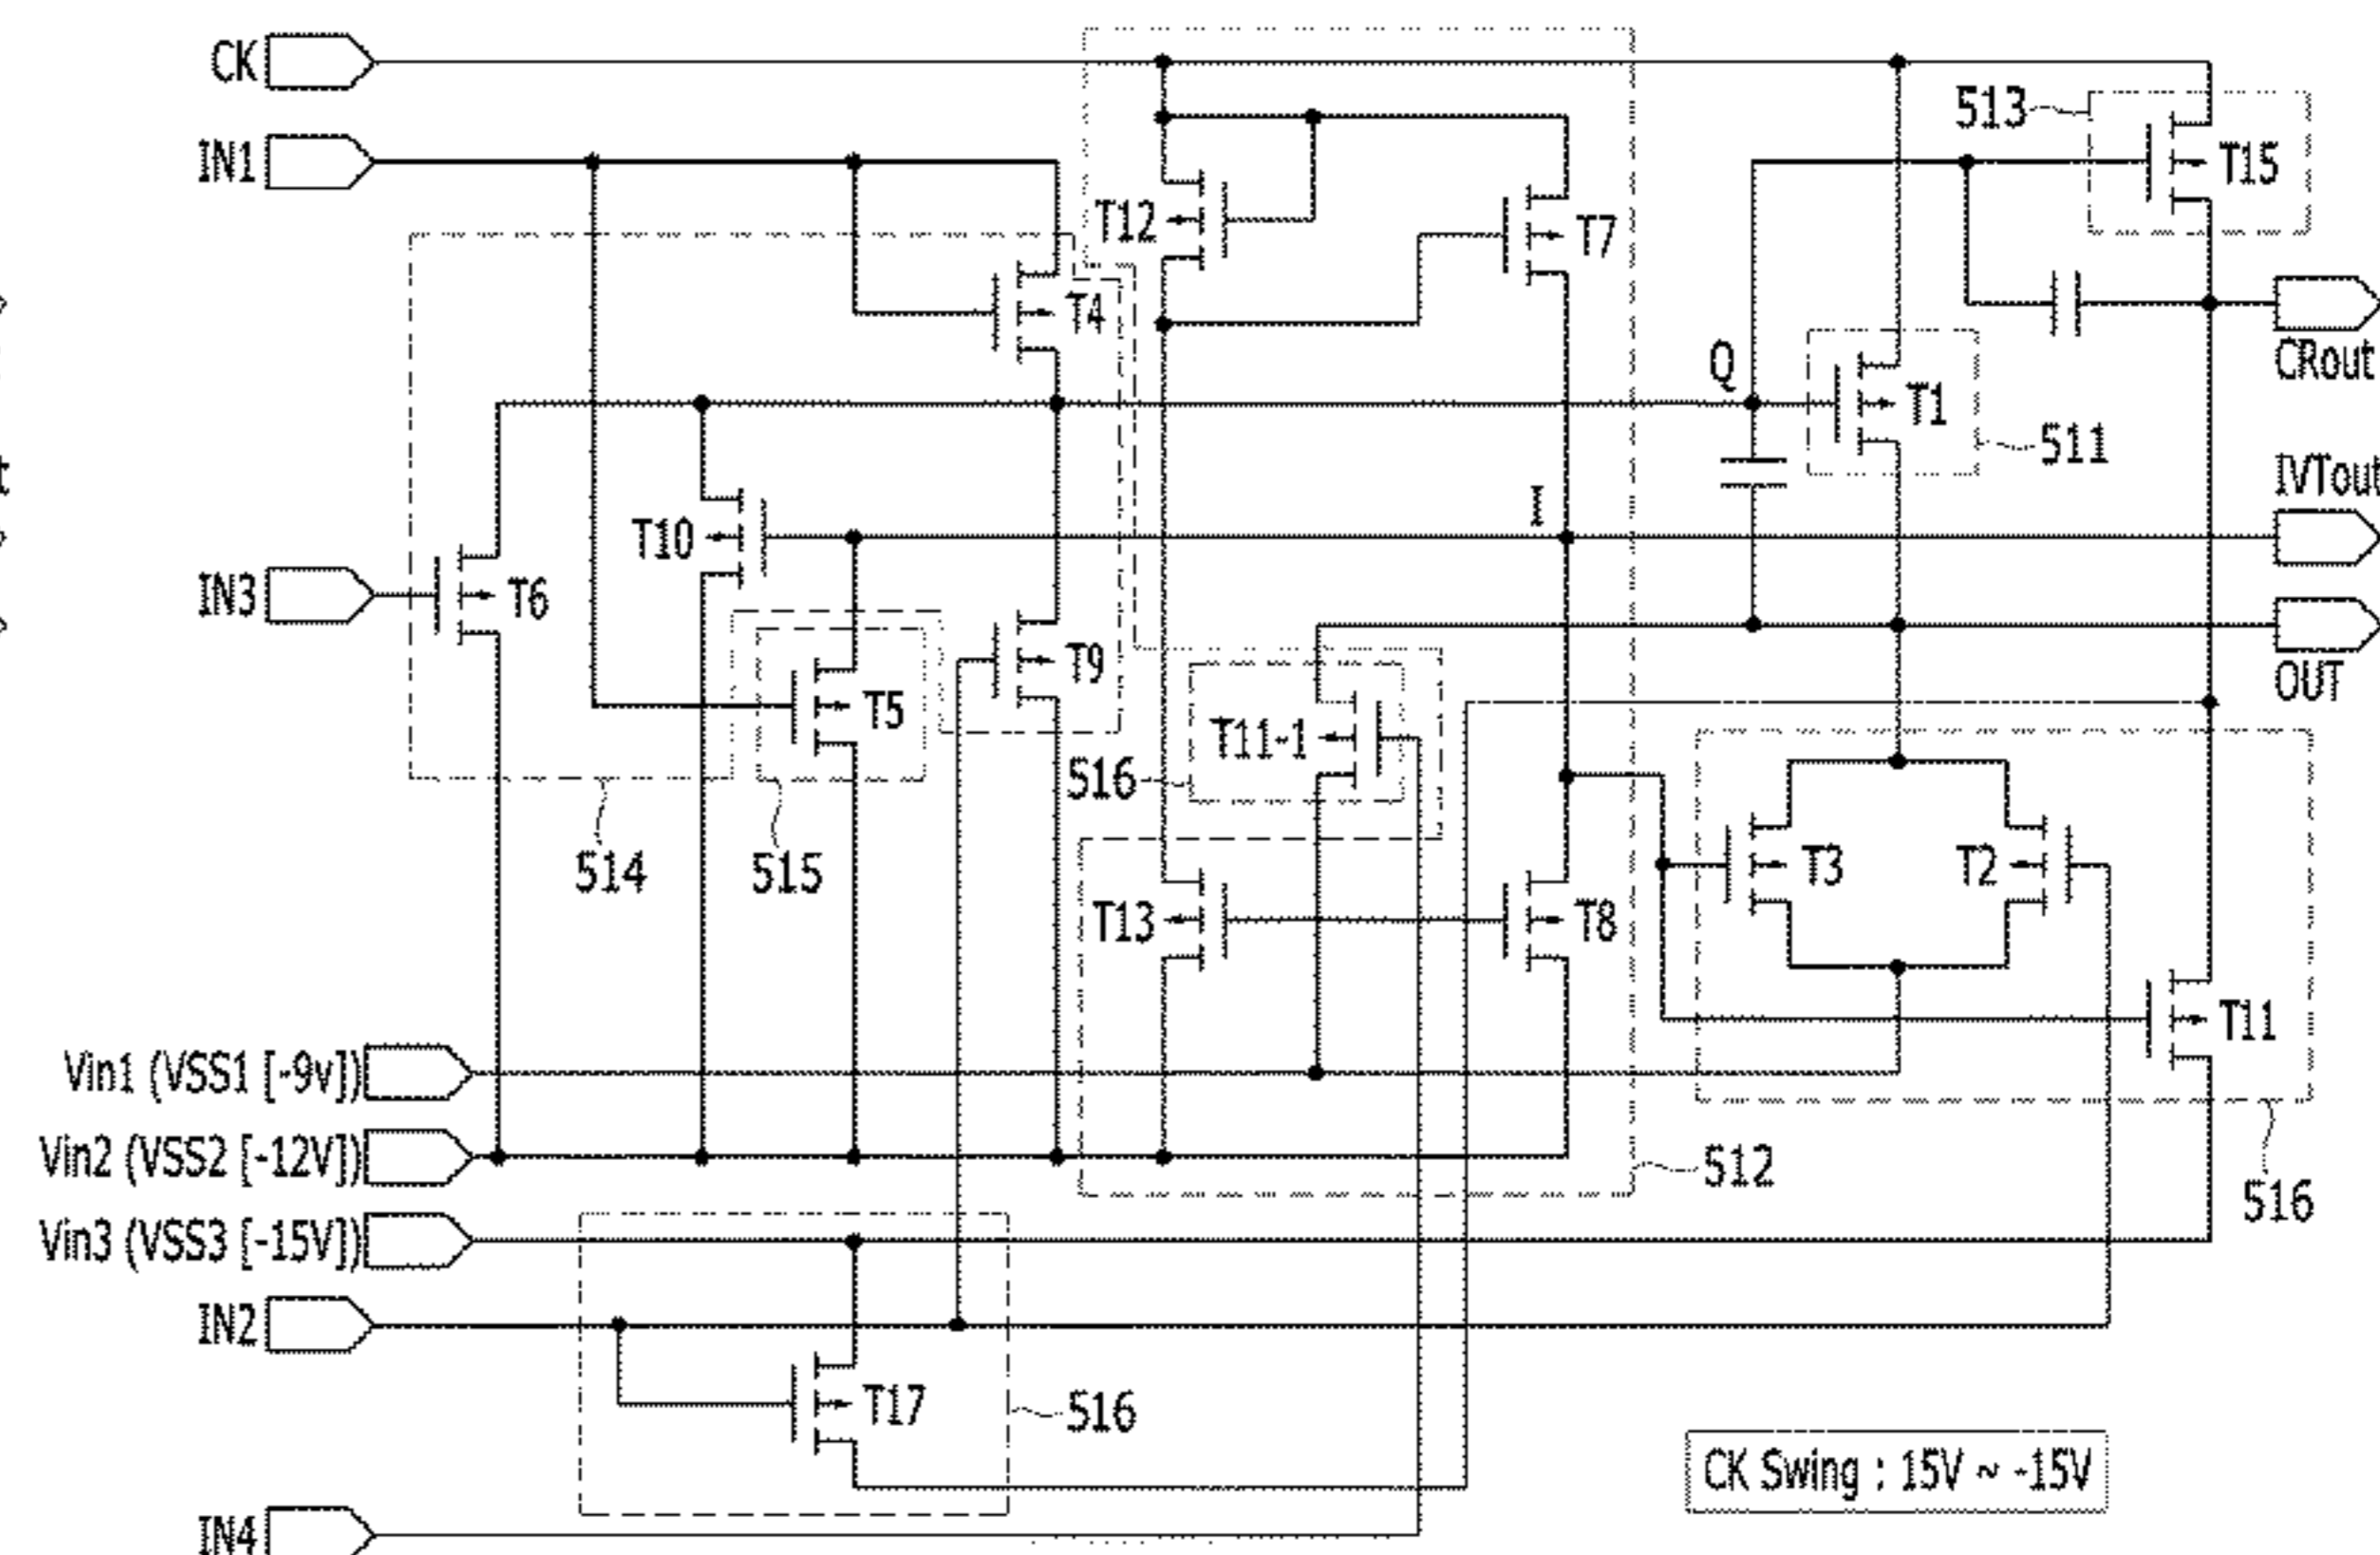 CK
513
IN1
T15
T12
T7
T4
Q
CRout
T1
511
IVTout
I
T10
IN3
T6
OUT
T9
T5
T11-1
516
514
515
T3
T2
T13
T8
T11
Vin1 (VSS1 [-9v])
Vin2 (VSS2 [-12V])
512
516
Vin3 (VSS3 [-15V])
IN2
T17
516
CK Swing : 15V ~ -15V
IN4